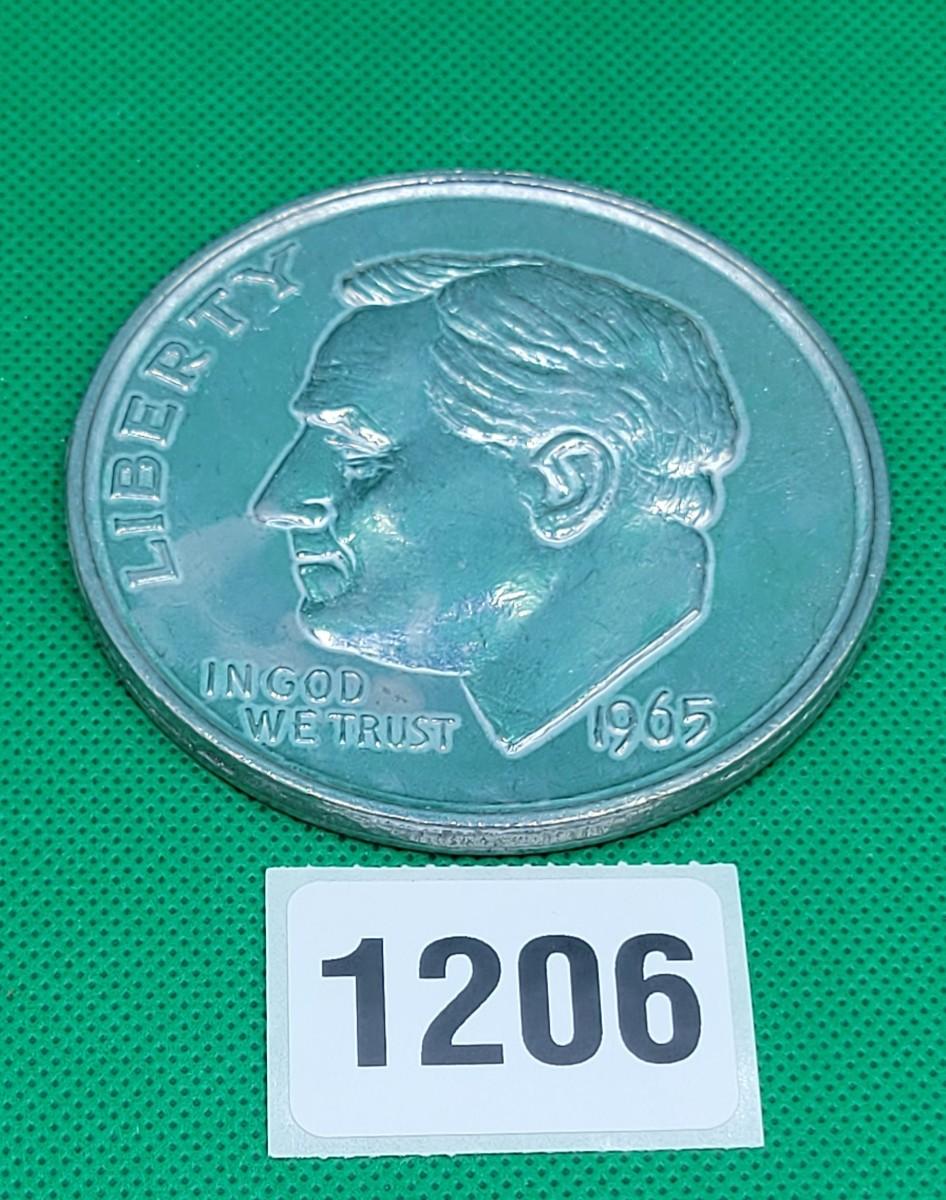 LIBERTY
IN GOD
WE TRUST
1965
1206